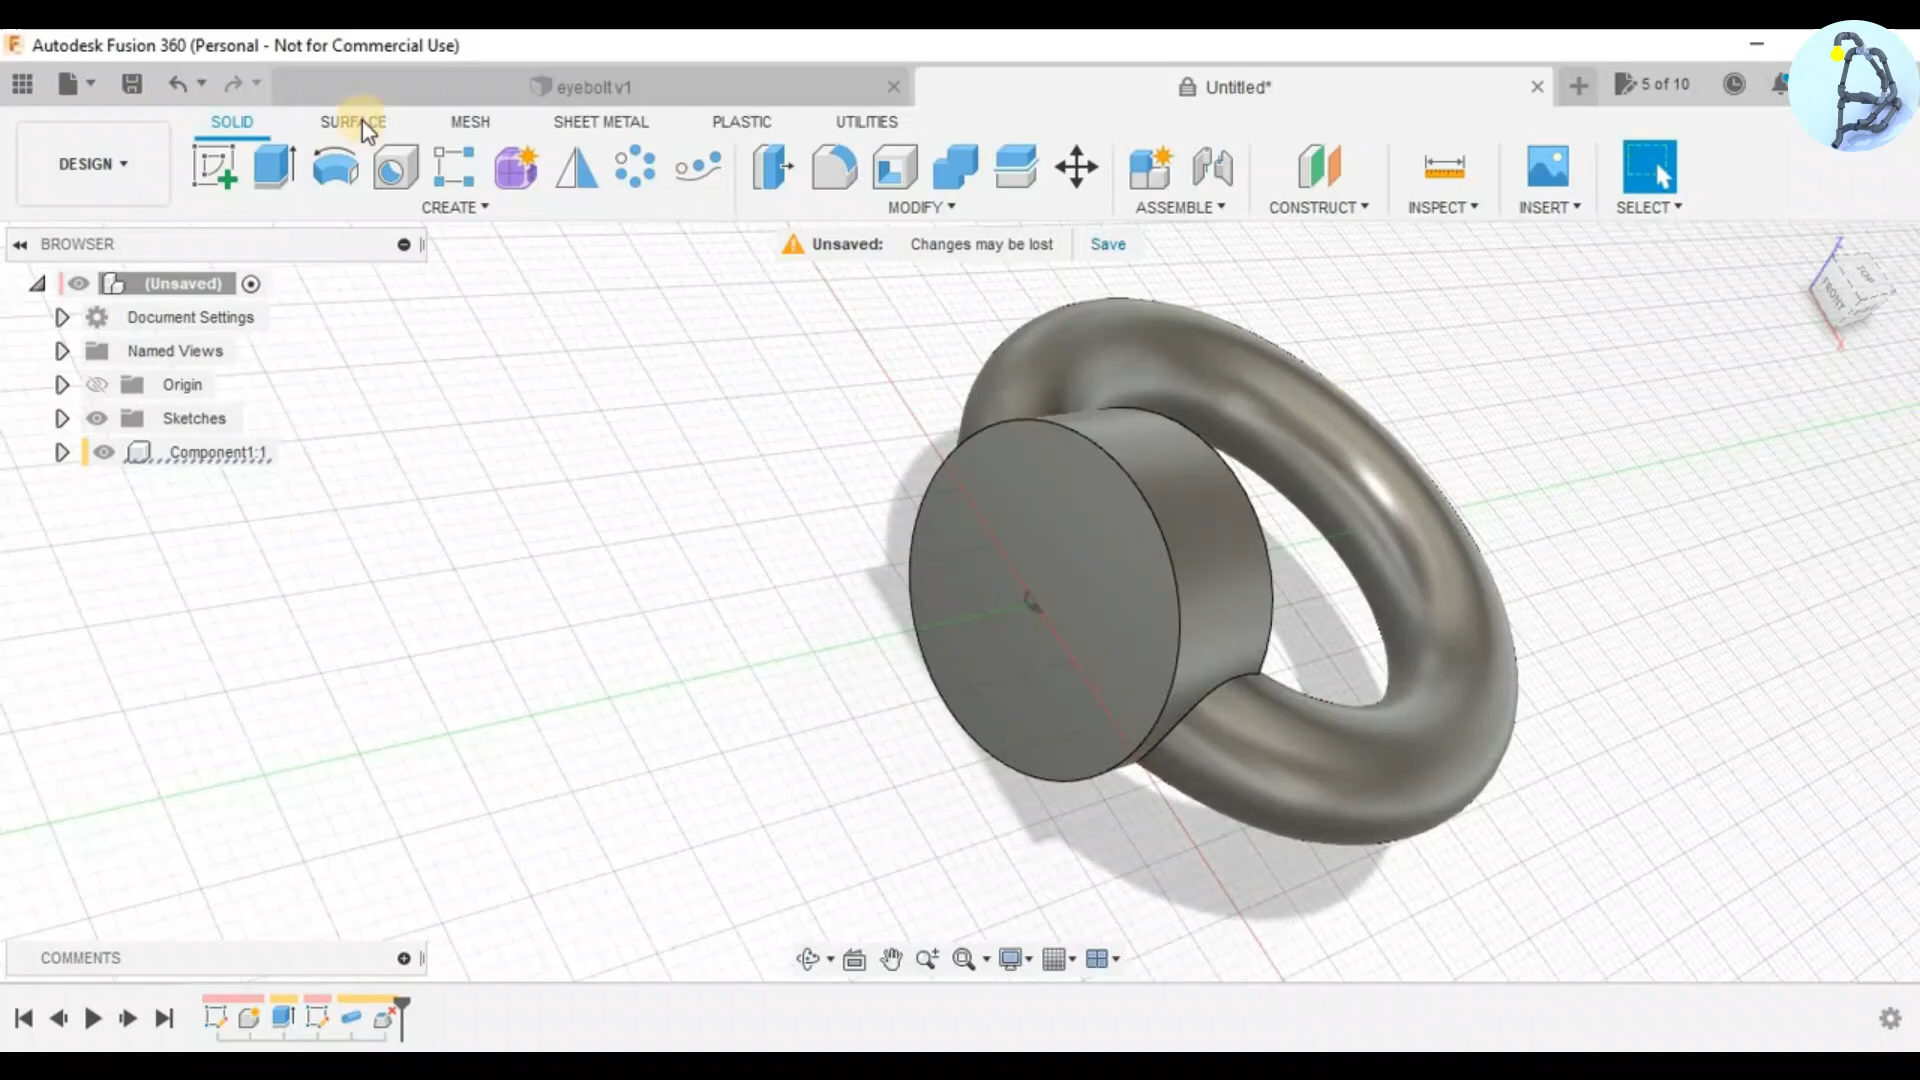 Autodesk Fusion 360 (Personal - Not for Commercial Use)
eyebolt v1
Untitled*
5 of 10
SOLID SURFACE MESH SHEET METAL PLASTIC UTILITIES
DESIGN
CREATE MODIFY ASSEMBLE CONSTRUCT INSPECT INSERT SELECT
BROWSER
Unsaved: Changes may be lost Save
(Unsaved)
Document Settings
Named Views
Origin
Sketches
Component1:1
TOP
FRONT
COMMENTS